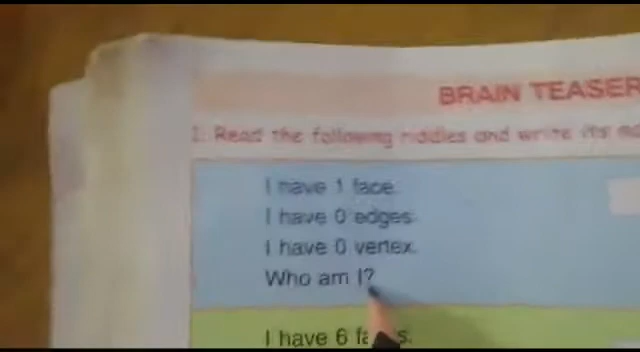 BRAIN TEASER
1. Read the following riddles and write its
I have 1 face.
I have 0 edges.
I have 0 vertex.
Who am I?
I have 6